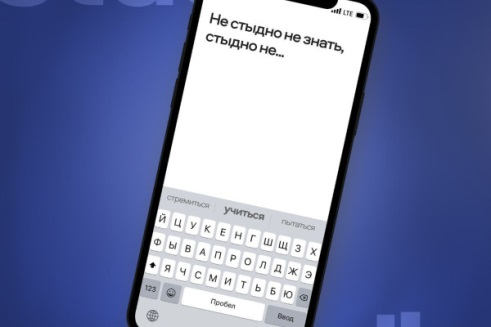 LTE
Не стыдно не знать,
стыдно не...
стремиться учиться пытаться
Й Ц У К Е Н Г Ш Щ З Х
Ф Ы В А П Р О Л Д Ж Э
Я Ч С М И Т Ь Б Ю
123 Пробел Ввод